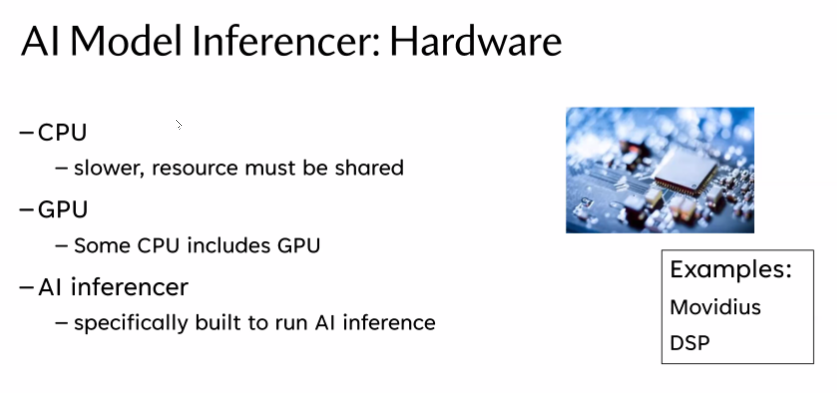 AI Model Inferencer: Hardware
– CPU
– slower, resource must be shared
– GPU
– Some CPU includes GPU
– AI inferencer
– specifically built to run AI inference
Examples:
Movidius
DSP